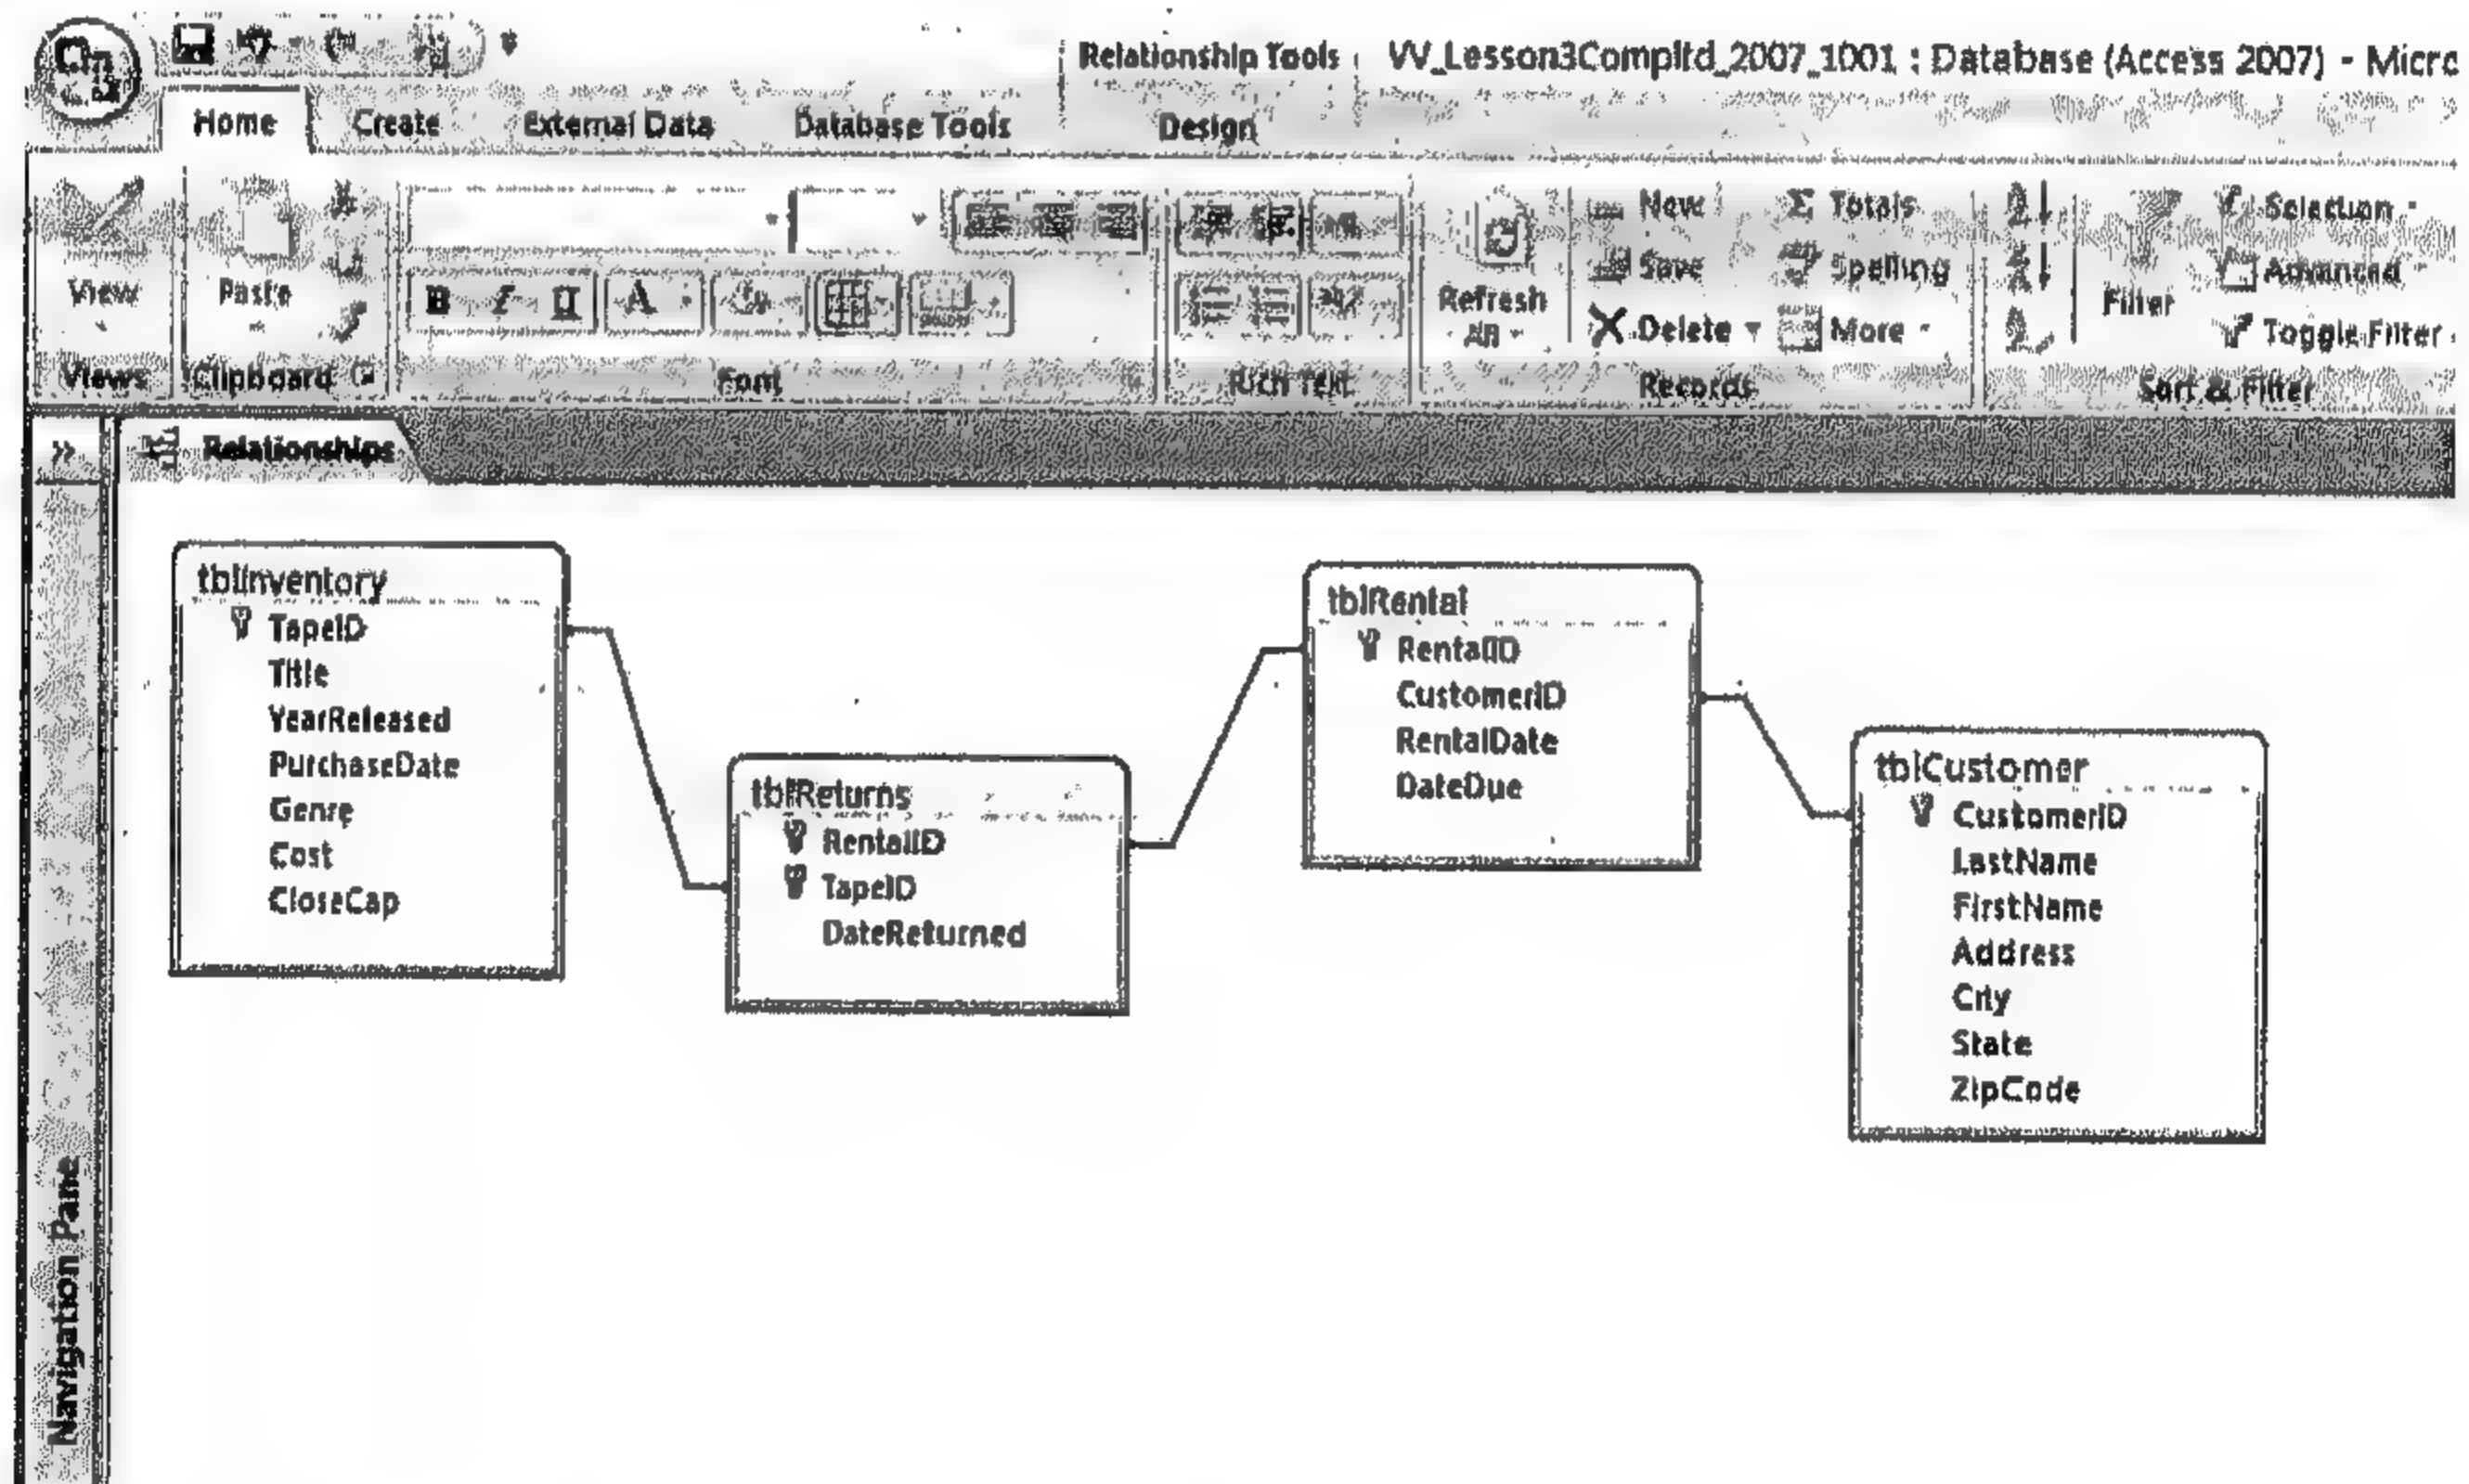 Relationship Tools VV_Lesson3Compltd_2007_1001 : Database (Access 2007) - Micrc
Home Create External Data Database Tools Design
New Σ Totals Selection
View Paste Save Spelling Advanced
B I U A Refresh All Delete More Filter Toggle Filter
Views Clipboard Font Rich Text Records Sort & Filter
» Relationships
Navigation Pane
tblInventory
TapeID
Title
YearReleased
PurchaseDate
Genre
Cost
CloseCap
tblReturns
RentalID
TapeID
DateReturned
tblRental
RentalID
CustomerID
RentalDate
DateDue
tblCustomer
CustomerID
LastName
FirstName
Address
City
State
ZipCode